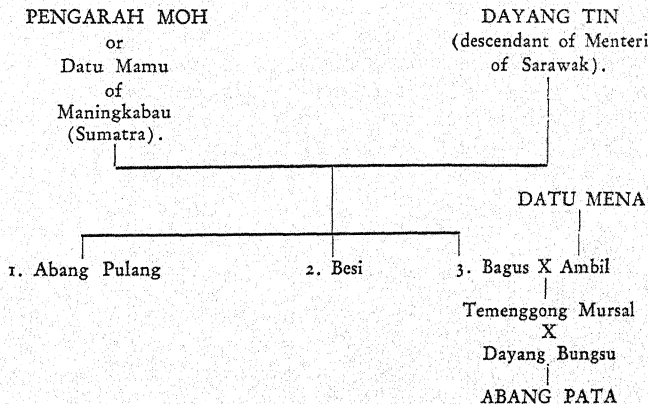 PENGARAH MOH
or
Datu Mamu
of
Maningkabau
(Sumatra).
DAYANG TIN
(descendant of Menteri
of Sarawak).
DATU MENA
1. Abang Pulang
2. Besi
3. Bagus X Ambil
Temenggong Mursal
X
Dayang Bungsu
ABANG PATA